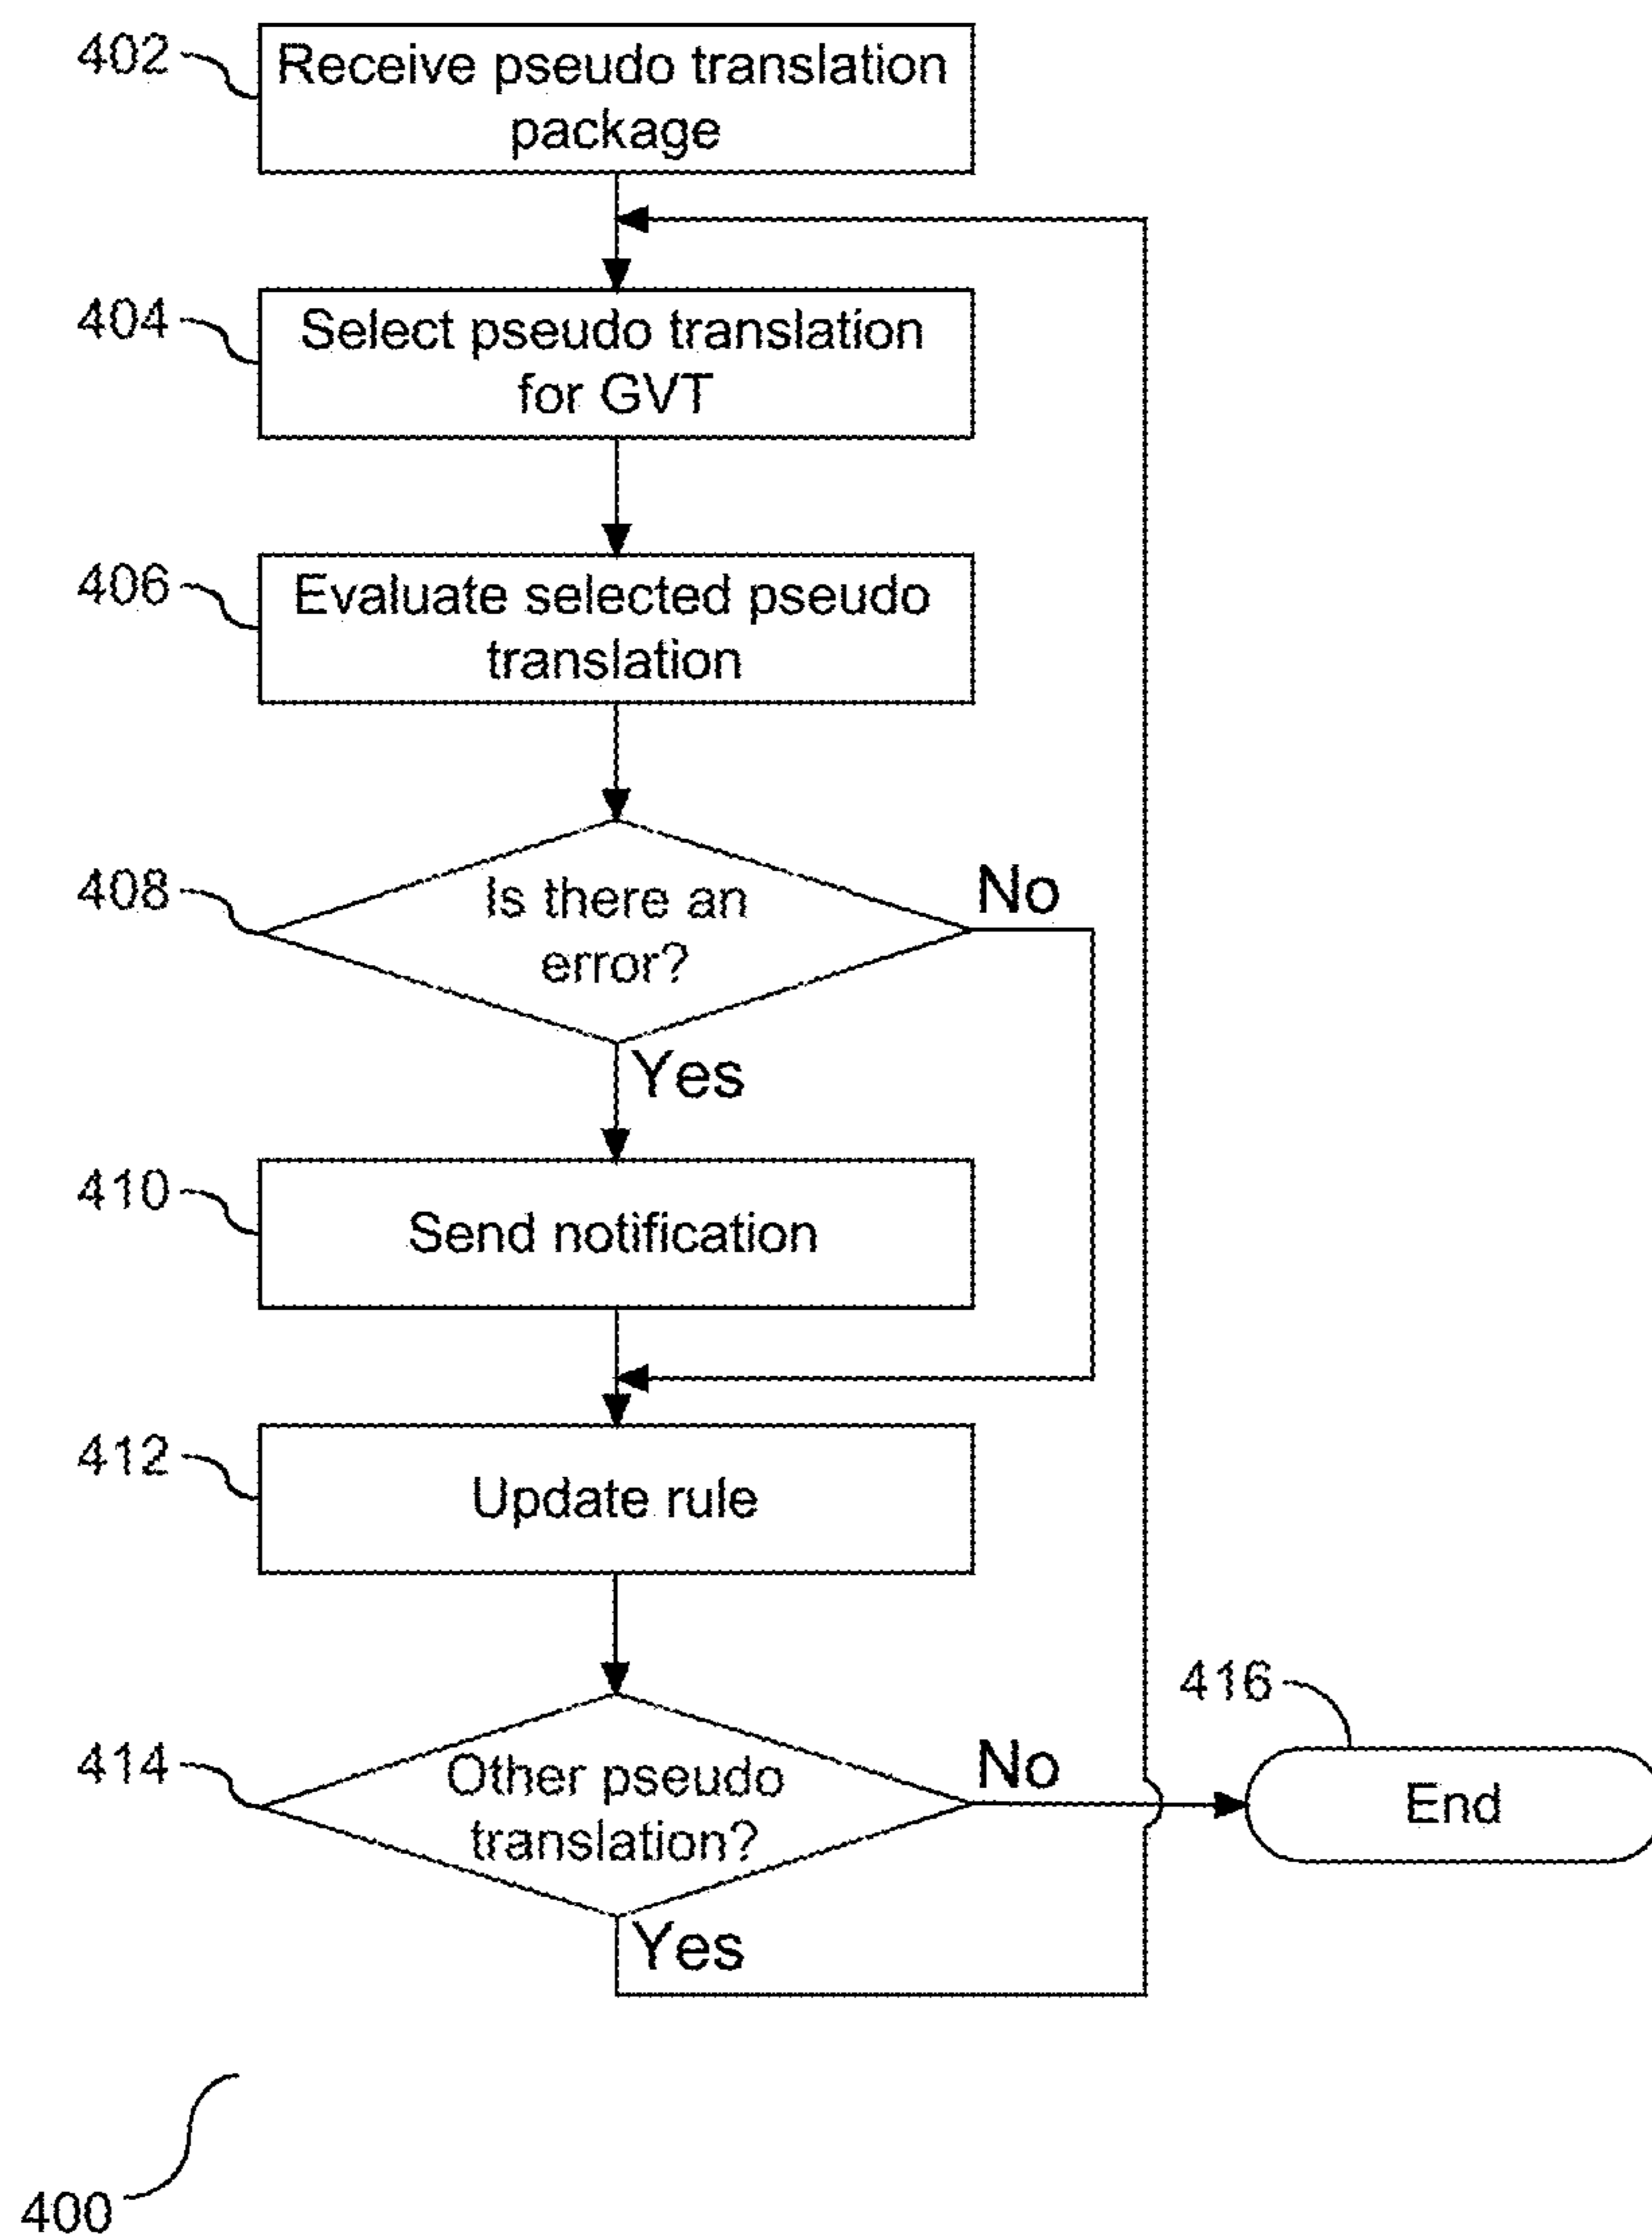 402
Receive pseudo translation
package
404
Select pseudo translation
for GVT
406
Evaluate selected pseudo
translation
408
Is there an
error?
No
Yes
410
Send notification
412
Update rule
416
414
Other pseudo
translation?
No
End
Yes
400